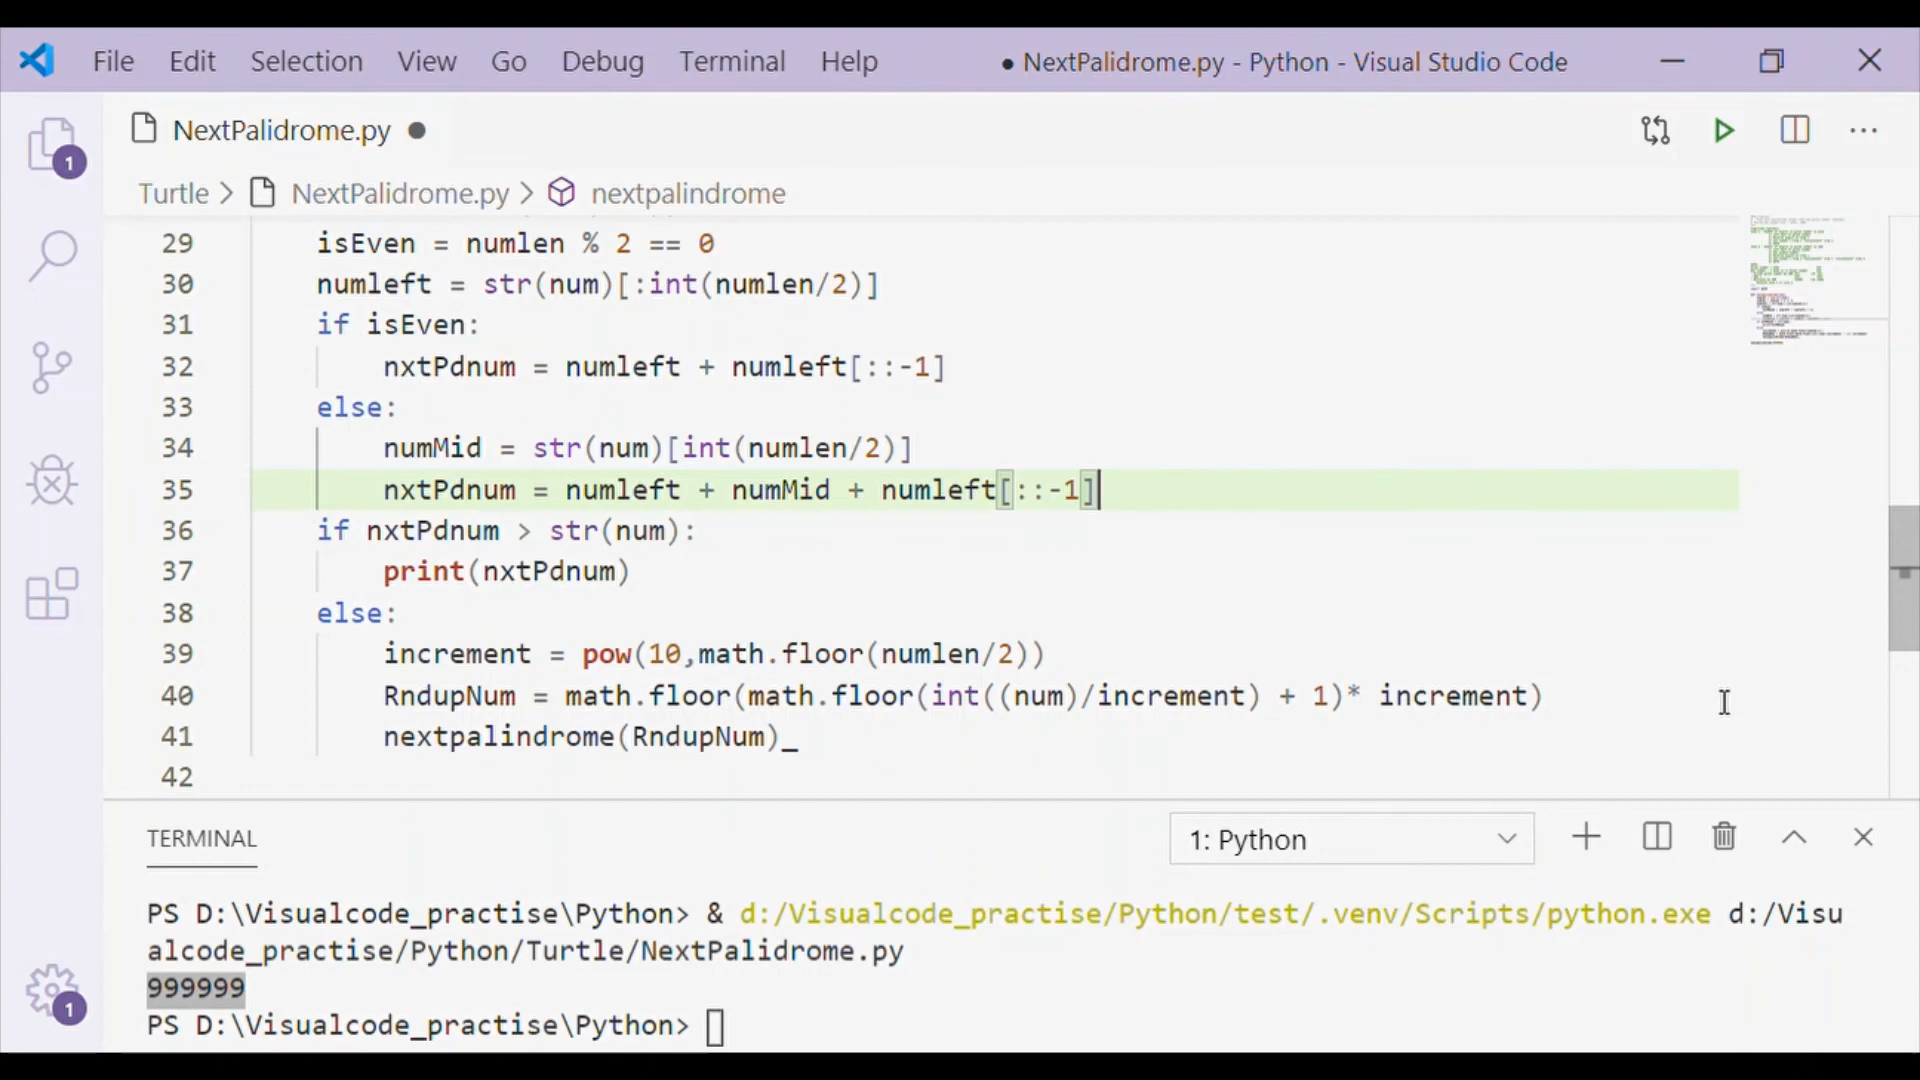 File Edit Selection View Go Debug Terminal Help ● NextPalidrome.py - Python - Visual Studio Code
NextPalidrome.py ●
1
Turtle > NextPalidrome.py > nextpalindrome
29 isEven = numlen % 2 == 0
30 numleft = str(num)[:int(numlen/2)]
31 if isEven:
32 nxtPdnum = numleft + numleft[::-1]
33 else:
34 numMid = str(num)[int(numlen/2)]
35 nxtPdnum = numleft + numMid + numleft[::-1]
36 if nxtPdnum > str(num):
37 print(nxtPdnum)
38 else:
39 increment = pow(10,math.floor(numlen/2))
40 RndupNum = math.floor(math.floor(int((num)/increment) + 1)* increment)
41 nextpalindrome(RndupNum)_
42
TERMINAL 1: Python
PS D:\Visualcode_practise\Python> & d:/Visualcode_practise/Python/test/.venv/Scripts/python.exe d:/Visu
alcode_practise/Python/Turtle/NextPalidrome.py
999999
1
PS D:\Visualcode_practise\Python>